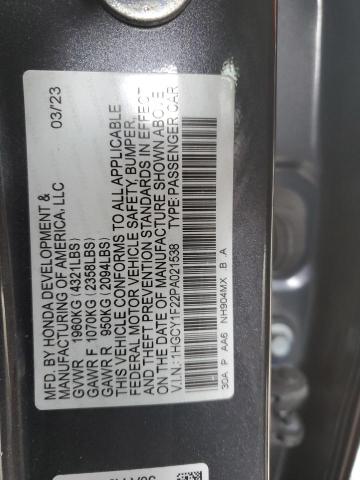 MFD. BY HONDA DEVELOPMENT & 03/23
MANUFACTURING OF AMERICA, LLC
GVWR 1960KG (4321LBS)
GAWR F 1070KG (2358LBS)
GAWR R 950KG (2094LBS)
THIS VEHICLE CONFORMS TO ALL APPLICABLE
FEDERAL MOTOR VEHICLE SAFETY, BUMPER,
AND THEFT PREVENTION STANDARDS IN EFFECT
ON THE DATE OF MANUFACTURE SHOWN ABOVE.
V.I.N.: 1HGCY1F22PA021538 TYPE: PASSENGER CAR
30A P AA6 NH904MX B A